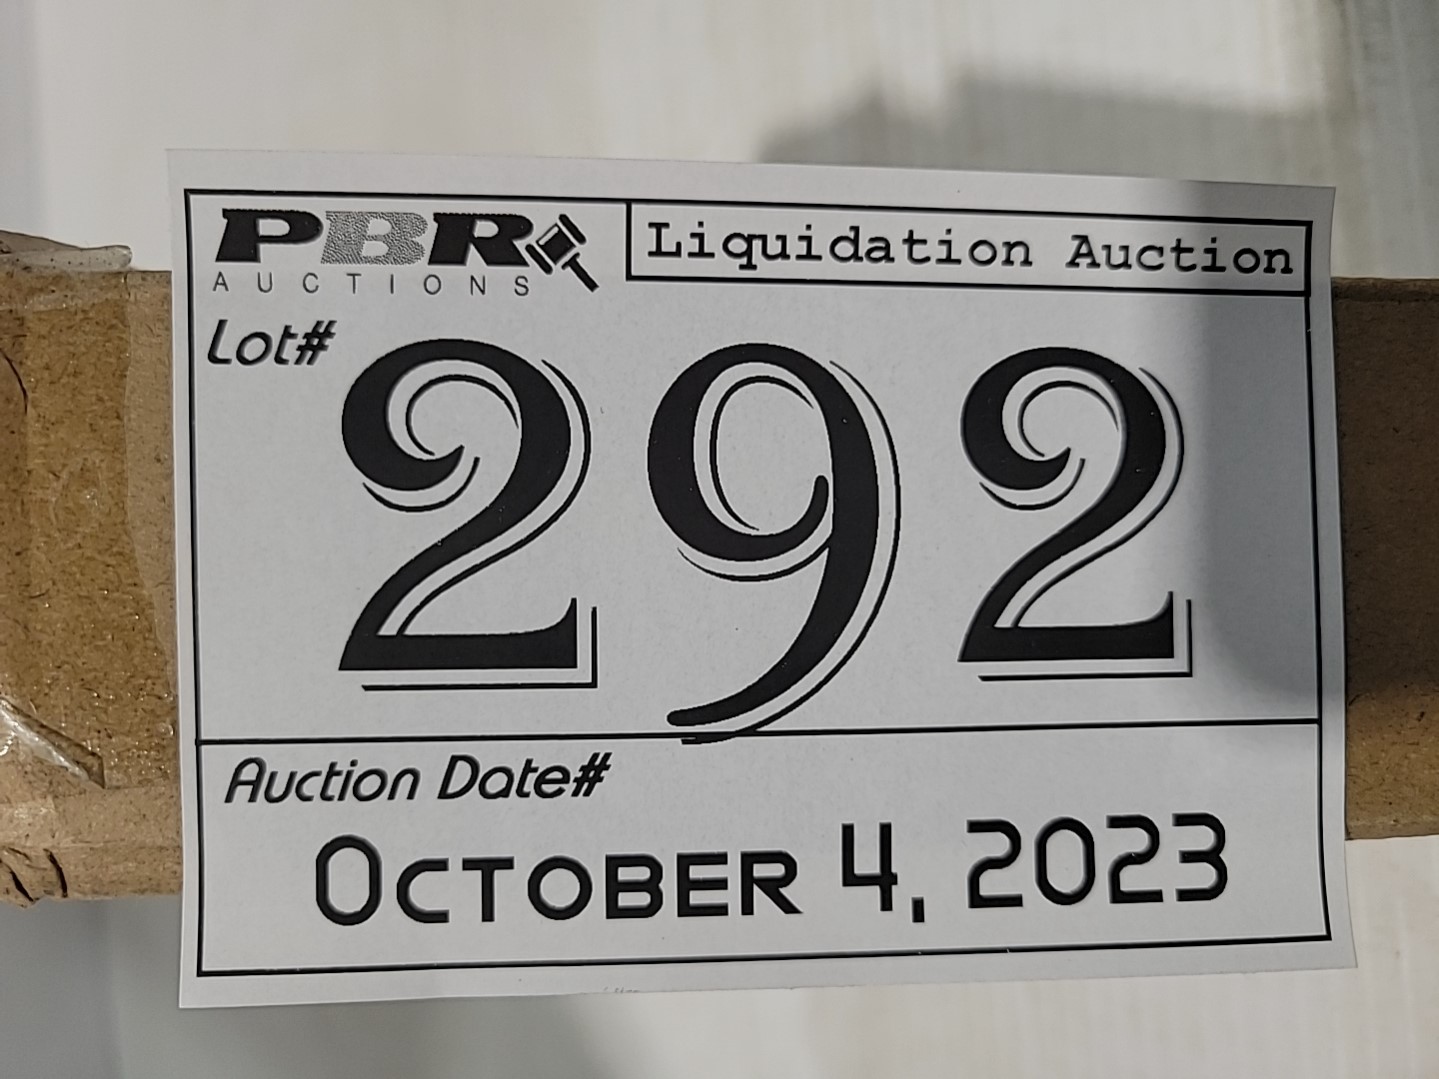 PBR
AUCTIONS
Liquidation Auction
Lot#
292
Auction Date#
OCTOBER 4, 2023